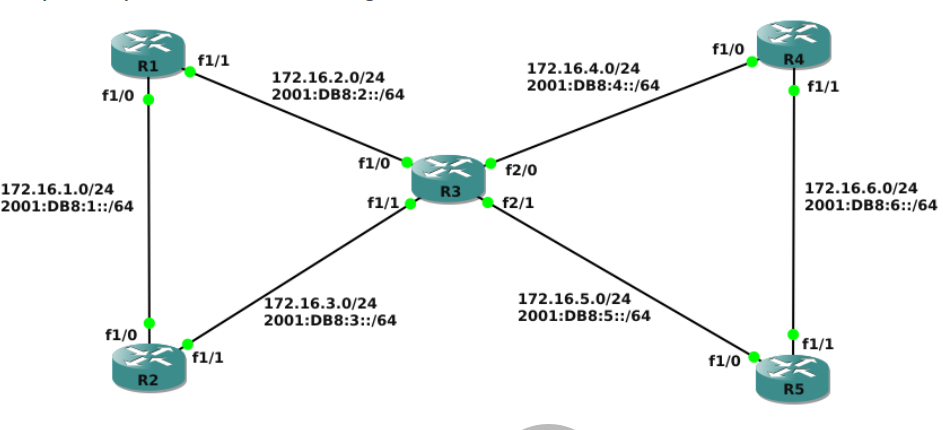 R1
f1/1
f1/0
172.16.2.0/24
2001:DB8:2::/64
172.16.4.0/24
2001:DB8:4::/64
f1/0
R4
f1/1
172.16.1.0/24
2001:DB8:1::/64
f1/0
R3
f2/0
f1/1
f2/1
172.16.6.0/24
2001:DB8:6::/64
172.16.3.0/24
2001:DB8:3::/64
172.16.5.0/24
2001:DB8:5::/64
f1/0
R2
f1/1
f1/0
f1/1
R5